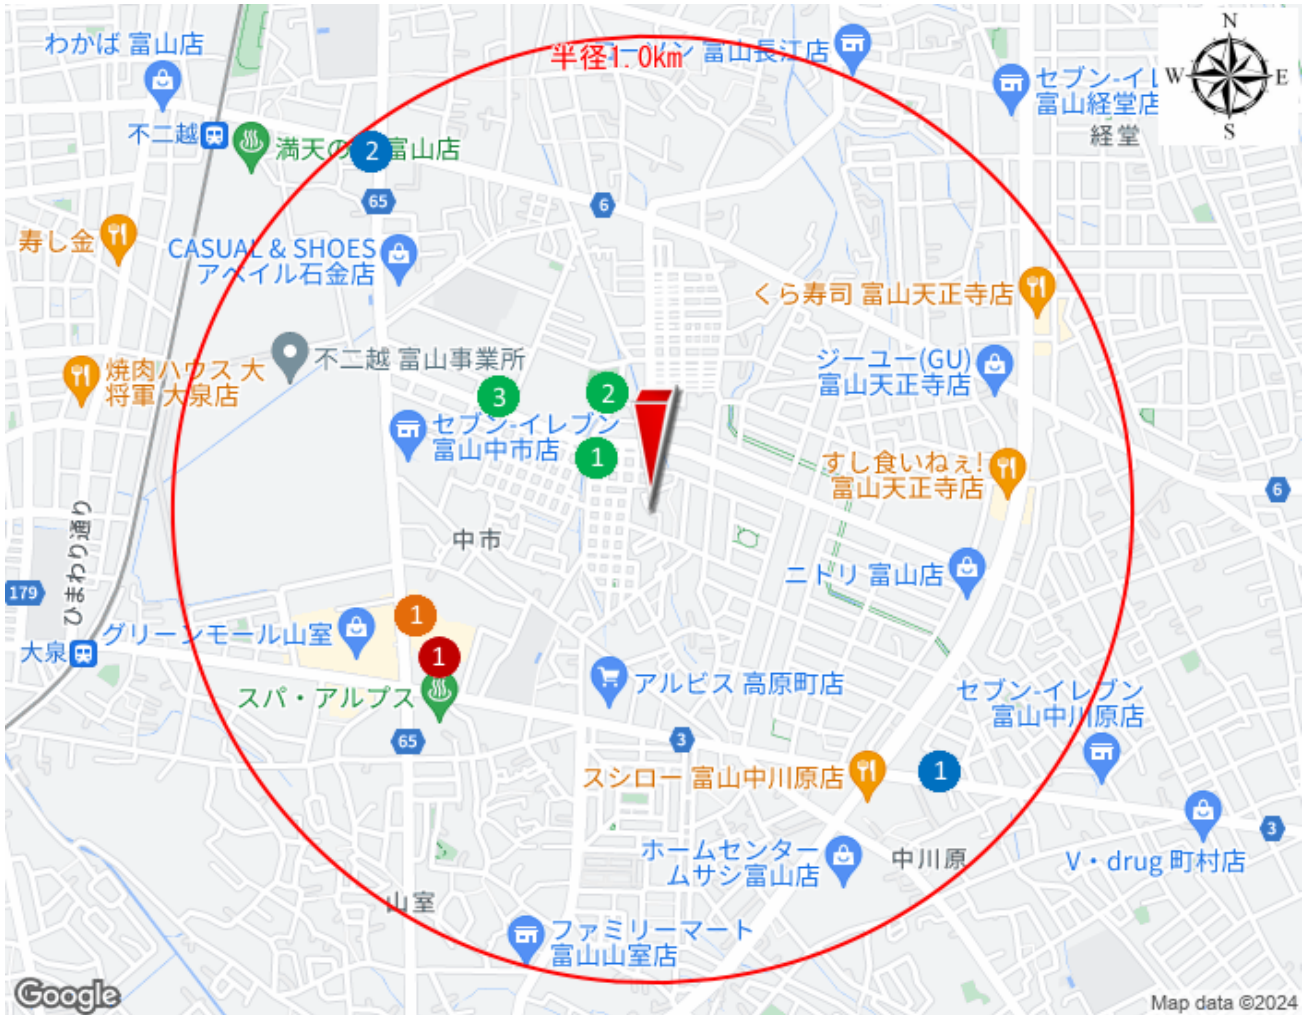 わかば 富山店
半径1.0km
富山長江店
N
W
E
S
セブン-イレ
富山経堂店
経堂
不二越
満天の
富山店
2
65
6
寿し金
CASUAL & SHOES
アベイル石金店
くら寿司 富山天正寺店
不二越 富山事業所
ジーユー(GU)
富山天正寺店
焼肉ハウス 大
将軍 大泉店
3
2
セブン-イレブン
富山中市店
1
すし食いねぇ!
富山天正寺店
6
ひまわり通り
中市
179
ニトリ 富山店
1
グリーンモール山室
大泉
1
スパ・アルプス
アルビス 高原町店
セブン-イレブン
富山中川原店
65
3
スシロー 富山中川原店
1
3
ホームセンター
ムサシ富山店
中川原
V・drug 町村店
山室
ファミリーマート
富山山室店
Google
Map data ©2024